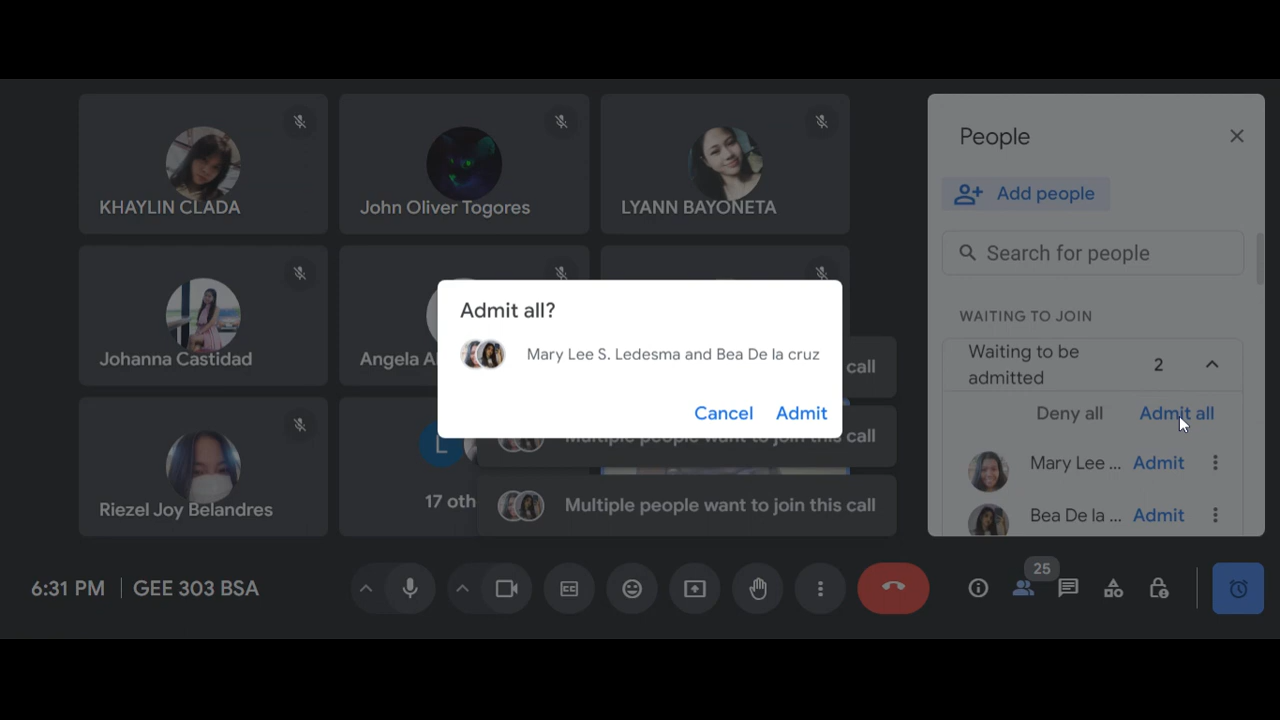 KHAYLIN CLADA
John Oliver Togores
LYANN BAYONETA
Johanna Castidad
Angela
Riezel Joy Belandres
L
17 oth
Admit all?
Mary Lee S. Ledesma and Bea De la cruz
Cancel
Admit
call
Multiple people want to join this call
Multiple people want to join this call
People
Add people
Search for people
WAITING TO JOIN
Waiting to be
admitted
2
Deny all
Admit all
Mary Lee ...
Admit
Bea De la ...
Admit
6:31 PM
GEE 303 BSA
25